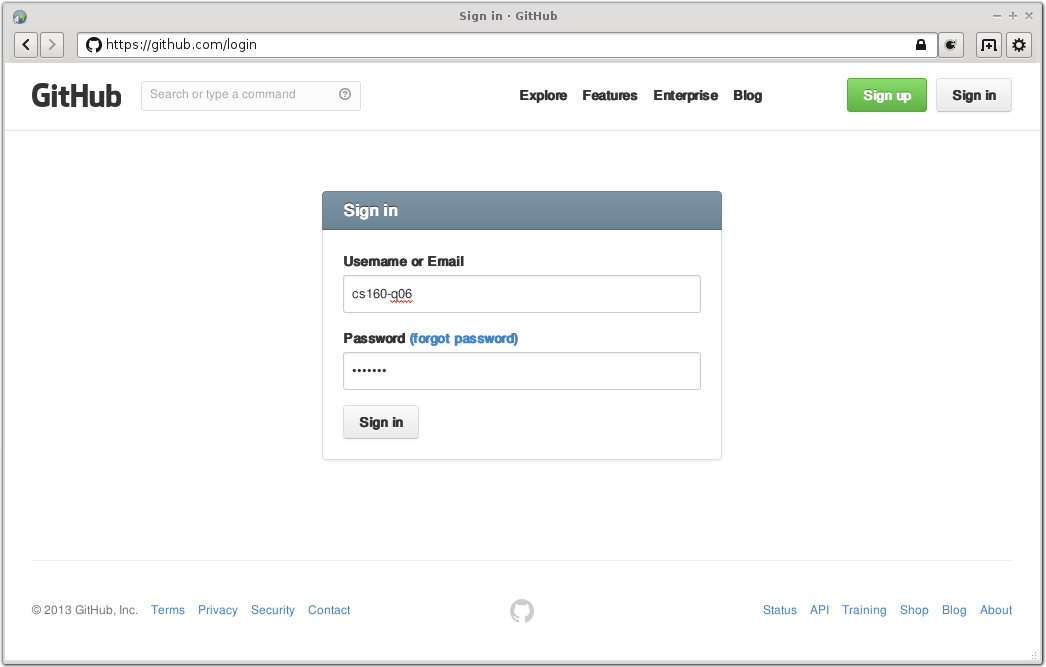 Sign in · GitHub
https://github.com/login
GitHub Search or type a command Explore Features Enterprise Blog Sign up Sign in
Sign in
Username or Email
cs160-q06
Password (forgot password)
•••••••
Sign in
© 2013 GitHub, Inc. Terms Privacy Security Contact Status API Training Shop Blog About